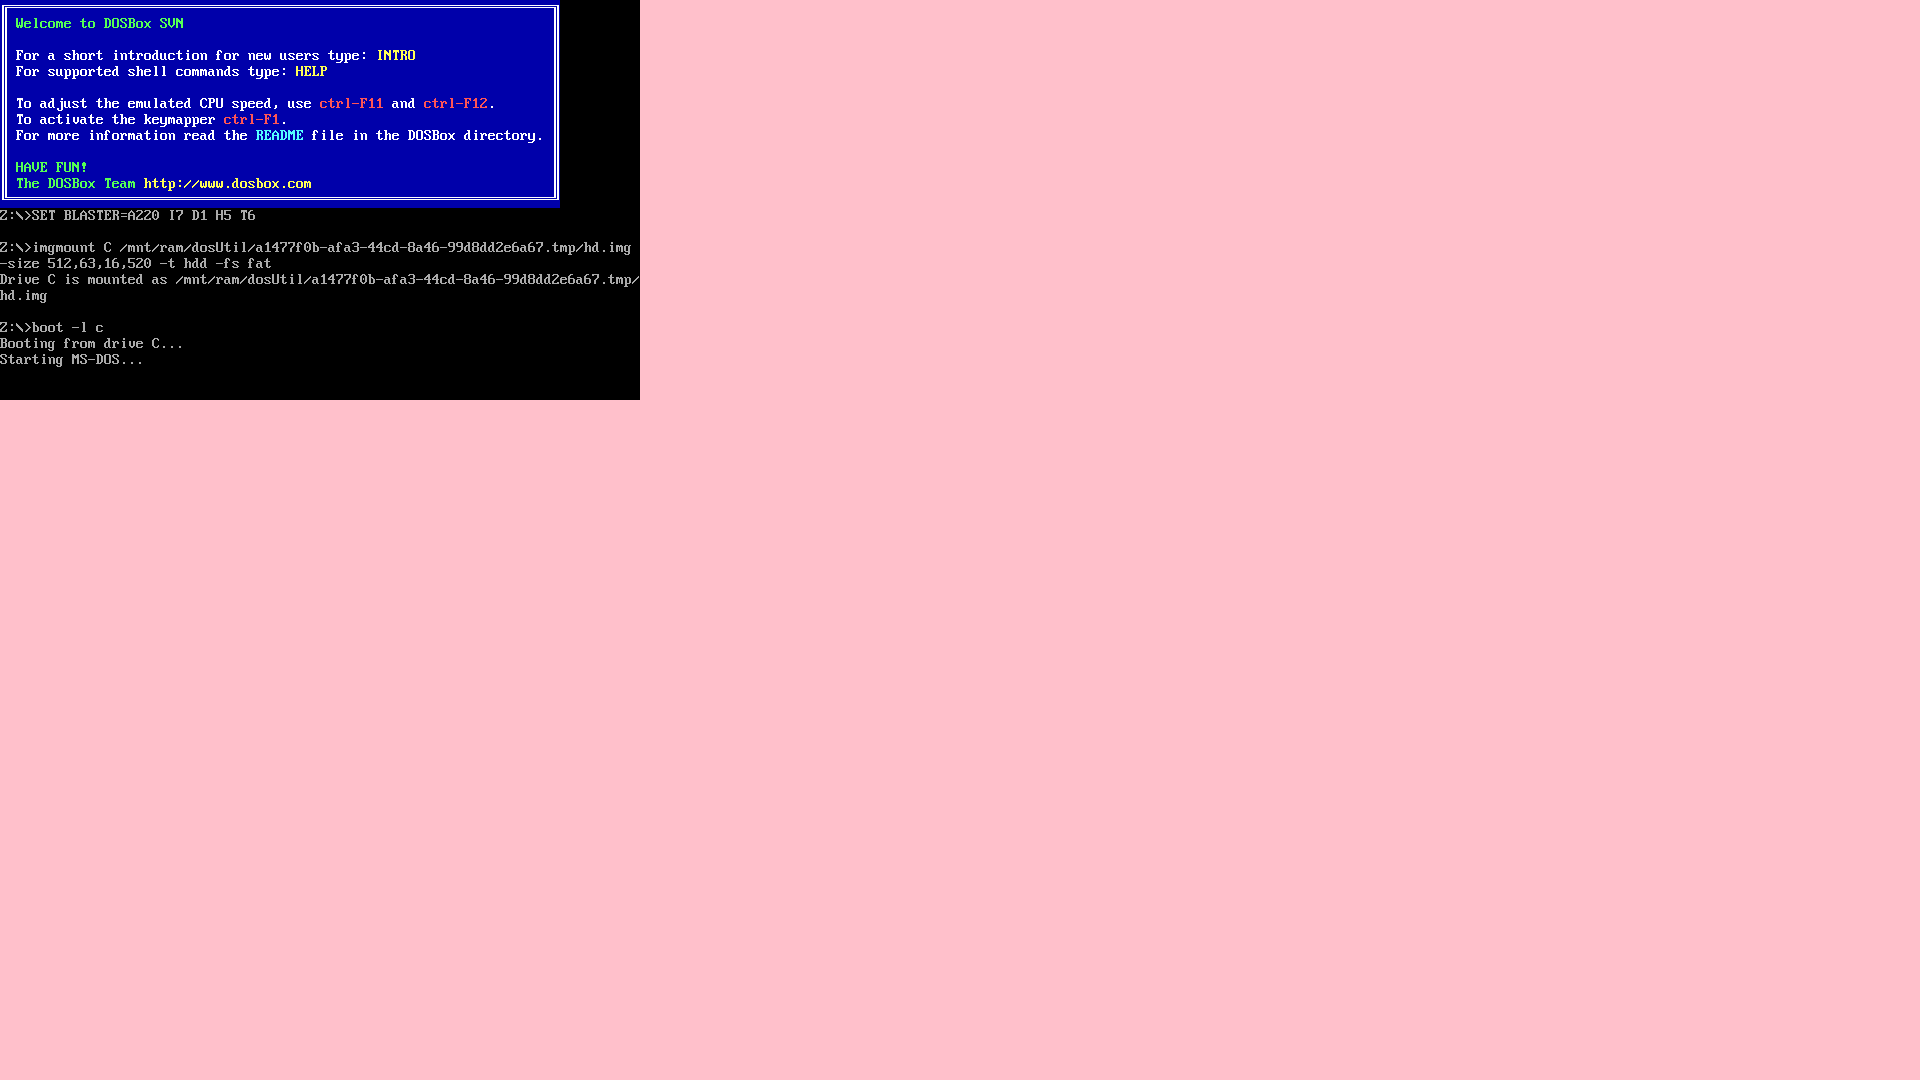 Welcome to DOSBox SVN
For a short introduction for new users type: INTRO
For supported shell commands type: HELP
To adjust the emulated CPU speed, use ctrl-F11 and ctrl-F12.
To activate the keymapper ctrl-F1.
For more information read the README file in the DOSBox directory.
HAVE FUN!
The DOSBox Team http://www.dosbox.com
Z:\>SET BLASTER=A220 I7 D1 H5 T6
Z:\>imgmount C /mnt/ram/dosUtil/a1477f0b-afa3-44cd-8a46-99d8dd2e6a67.tmp/hd.img
-size 512,63,16,520 -t hdd -fs fat
Drive C is mounted as /mnt/ram/dosUtil/a1477f0b-afa3-44cd-8a46-99d8dd2e6a67.tmp/
hd.img
Z:\>boot -l c
Booting from drive C...
Starting MS-DOS...